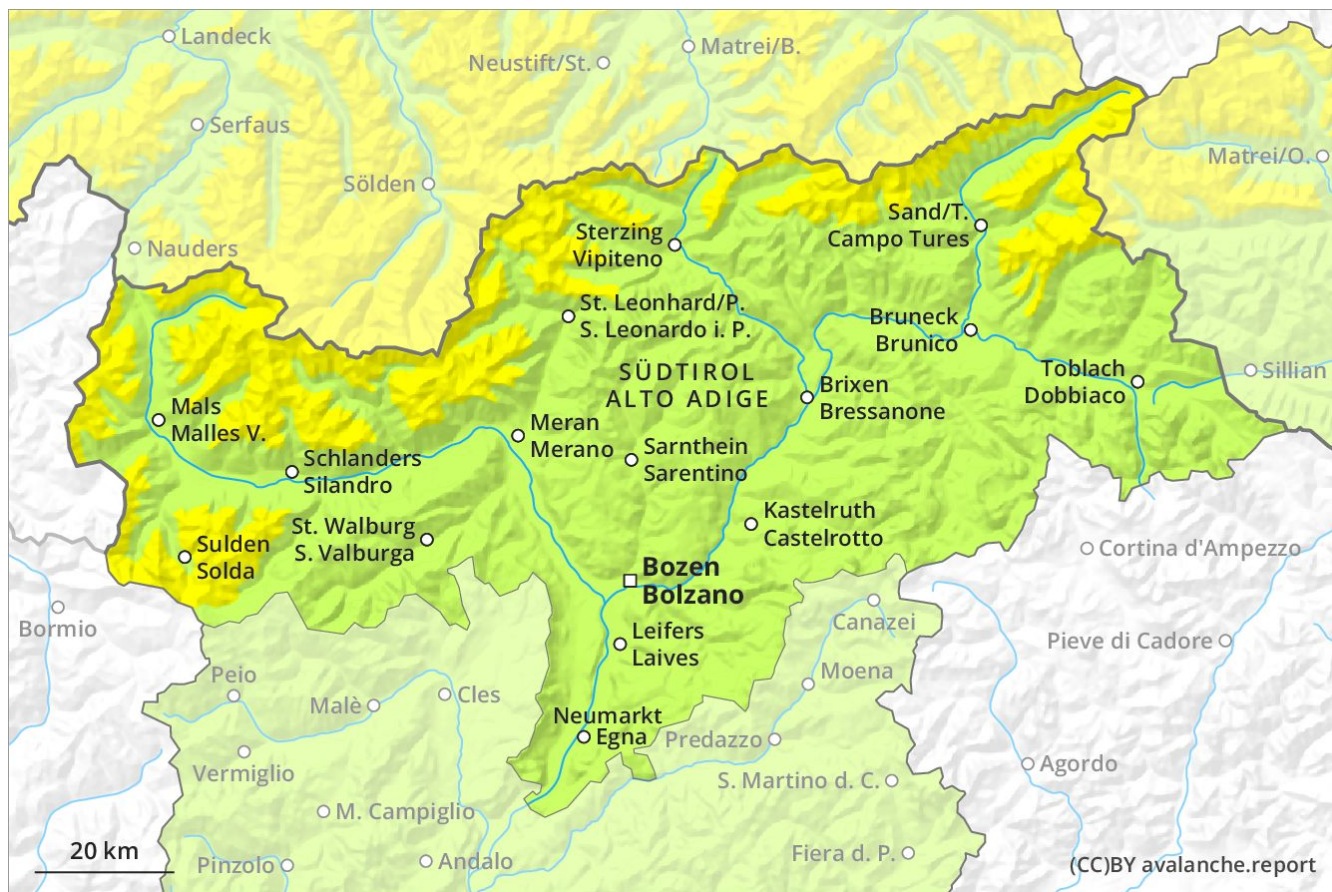 Landeck
Matrei/B.
Neustift/St.
Serfaus
Matrei/O.
Sölden
Sand/T.
Campo Tures
Sterzing
Vipiteno
Nauders
St. Leonhard/P.
S. Leonardo i. P.
Bruneck
Brunico
SÜDTIROL
ALTO ADIGE
Toblach
Dobbiaco
Sillian
Brixen
Bressanone
Mals
Malles V.
Meran
Merano
Sarnthein
Sarentino
Schlanders
Silandro
St. Walburg
S. Valburga
Kastelruth
Castelrotto
Sulden
Solda
Cortina d'Ampezzo
Bozen
Bolzano
Bormio
Canazei
Leifers
Laives
Pieve di Cadore
Peio
Moena
Malè
Cles
Neumarkt
Egna
Predazzo
Vermiglio
Agordo
S. Martino d. C.
M. Campiglio
20 km
Pinzolo
Andalo
Fiera d. P.
(CC)BY avalanche.report